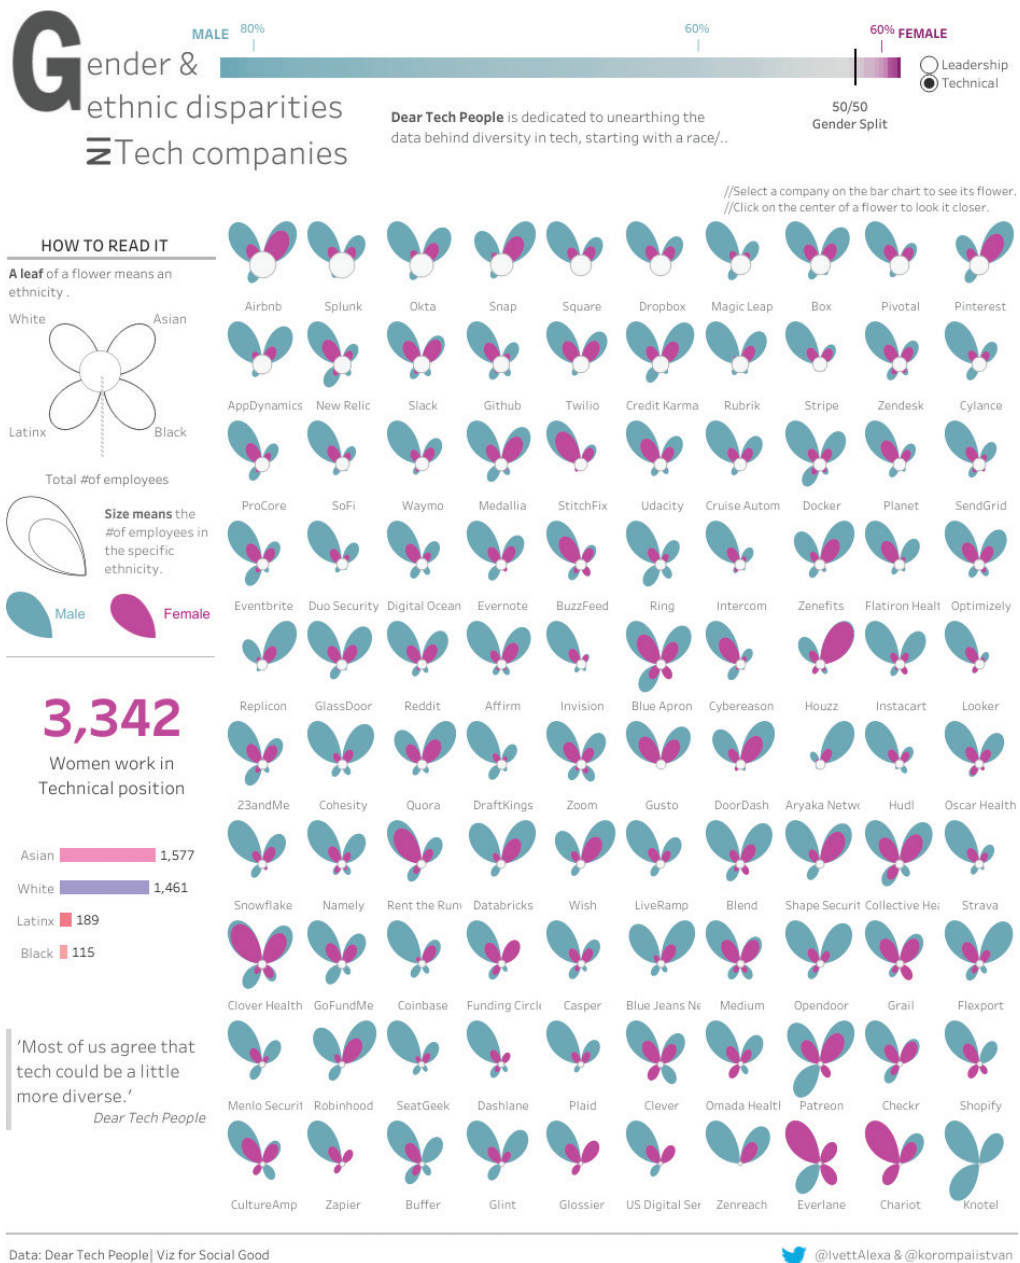 Gender &
ethnic disparities
IN Tech companies
MALE 80% 60% 60% FEMALE
Leadership
Technical
50/50
Gender Split
Dear Tech People is dedicated to unearthing the
data behind diversity in tech, starting with a race/..
//Select a company on the bar chart to see its flower.
//Click on the center of a flower to look it closer.
HOW TO READ IT
A leaf of a flower means an
ethnicity .
White Asian
Latinx Black
Total #of employees
Size means the
#of employees in
the specific
ethnicity.
Male Female
3,342
Women work in
Technical position
Asian 1,577
White 1,461
Latinx 189
Black 115
'Most of us agree that
tech could be a little
more diverse.'
Dear Tech People
Airbnb Splunk Okta Snap Square Dropbox Magic Leap Box Pivotal Pinterest
AppDynamics New Relic Slack Github Twilio Credit Karma Rubrik Stripe Zendesk Cylance
ProCore SoFi Waymo Medallia StitchFix Udacity Cruise Autom Docker Planet SendGrid
Eventbrite Duo Security Digital Ocean Evernote BuzzFeed Ring Intercom Zenefits Flatiron Healt Optimizely
Replicon GlassDoor Reddit Affirm Invision Blue Apron Cybereason Houzz Instacart Looker
23andMe Cohesity Quora DraftKings Zoom Gusto DoorDash Aryaka Netwo Hudl Oscar Health
Snowflake Namely Rent the Run Databricks Wish LiveRamp Blend Shape Securit Collective Hea Strava
Clover Health GoFundMe Coinbase Funding Circle Casper Blue Jeans Ne Medium Opendoor Grail Flexport
Menlo Securit Robinhood SeatGeek Dashlane Plaid Clever Omada Healtl Patreon Checkr Shopify
CultureAmp Zapier Buffer Glint Glossier US Digital Ser Zenreach Everlane Chariot Knotel
Data: Dear Tech People| Viz for Social Good
@IvettAlexa & @korompaiistvan